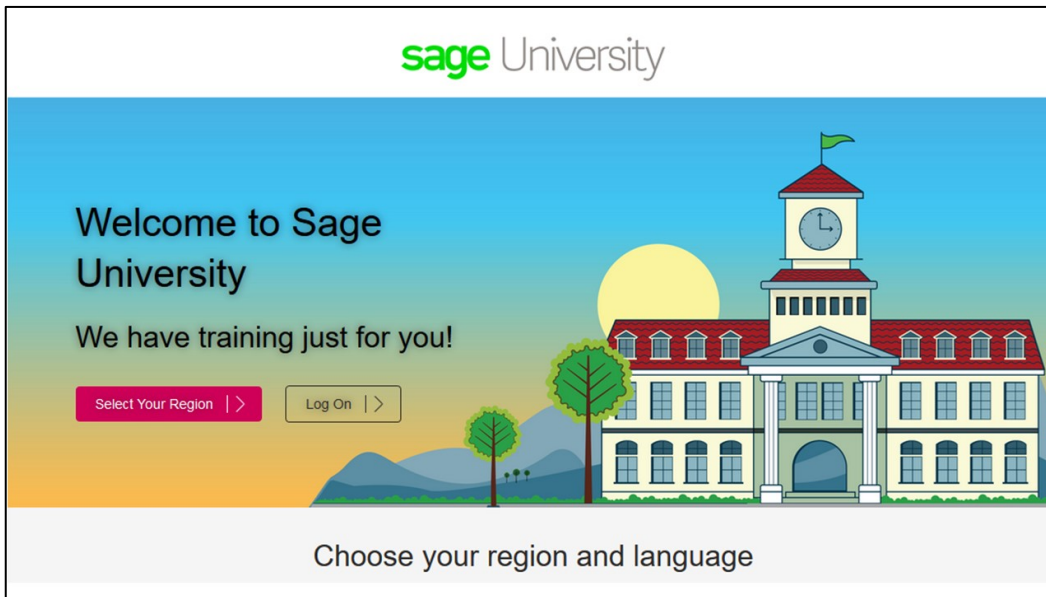 sage University
Welcome to Sage
University
We have training just for you!
Select Your Region
Log On
Choose your region and language